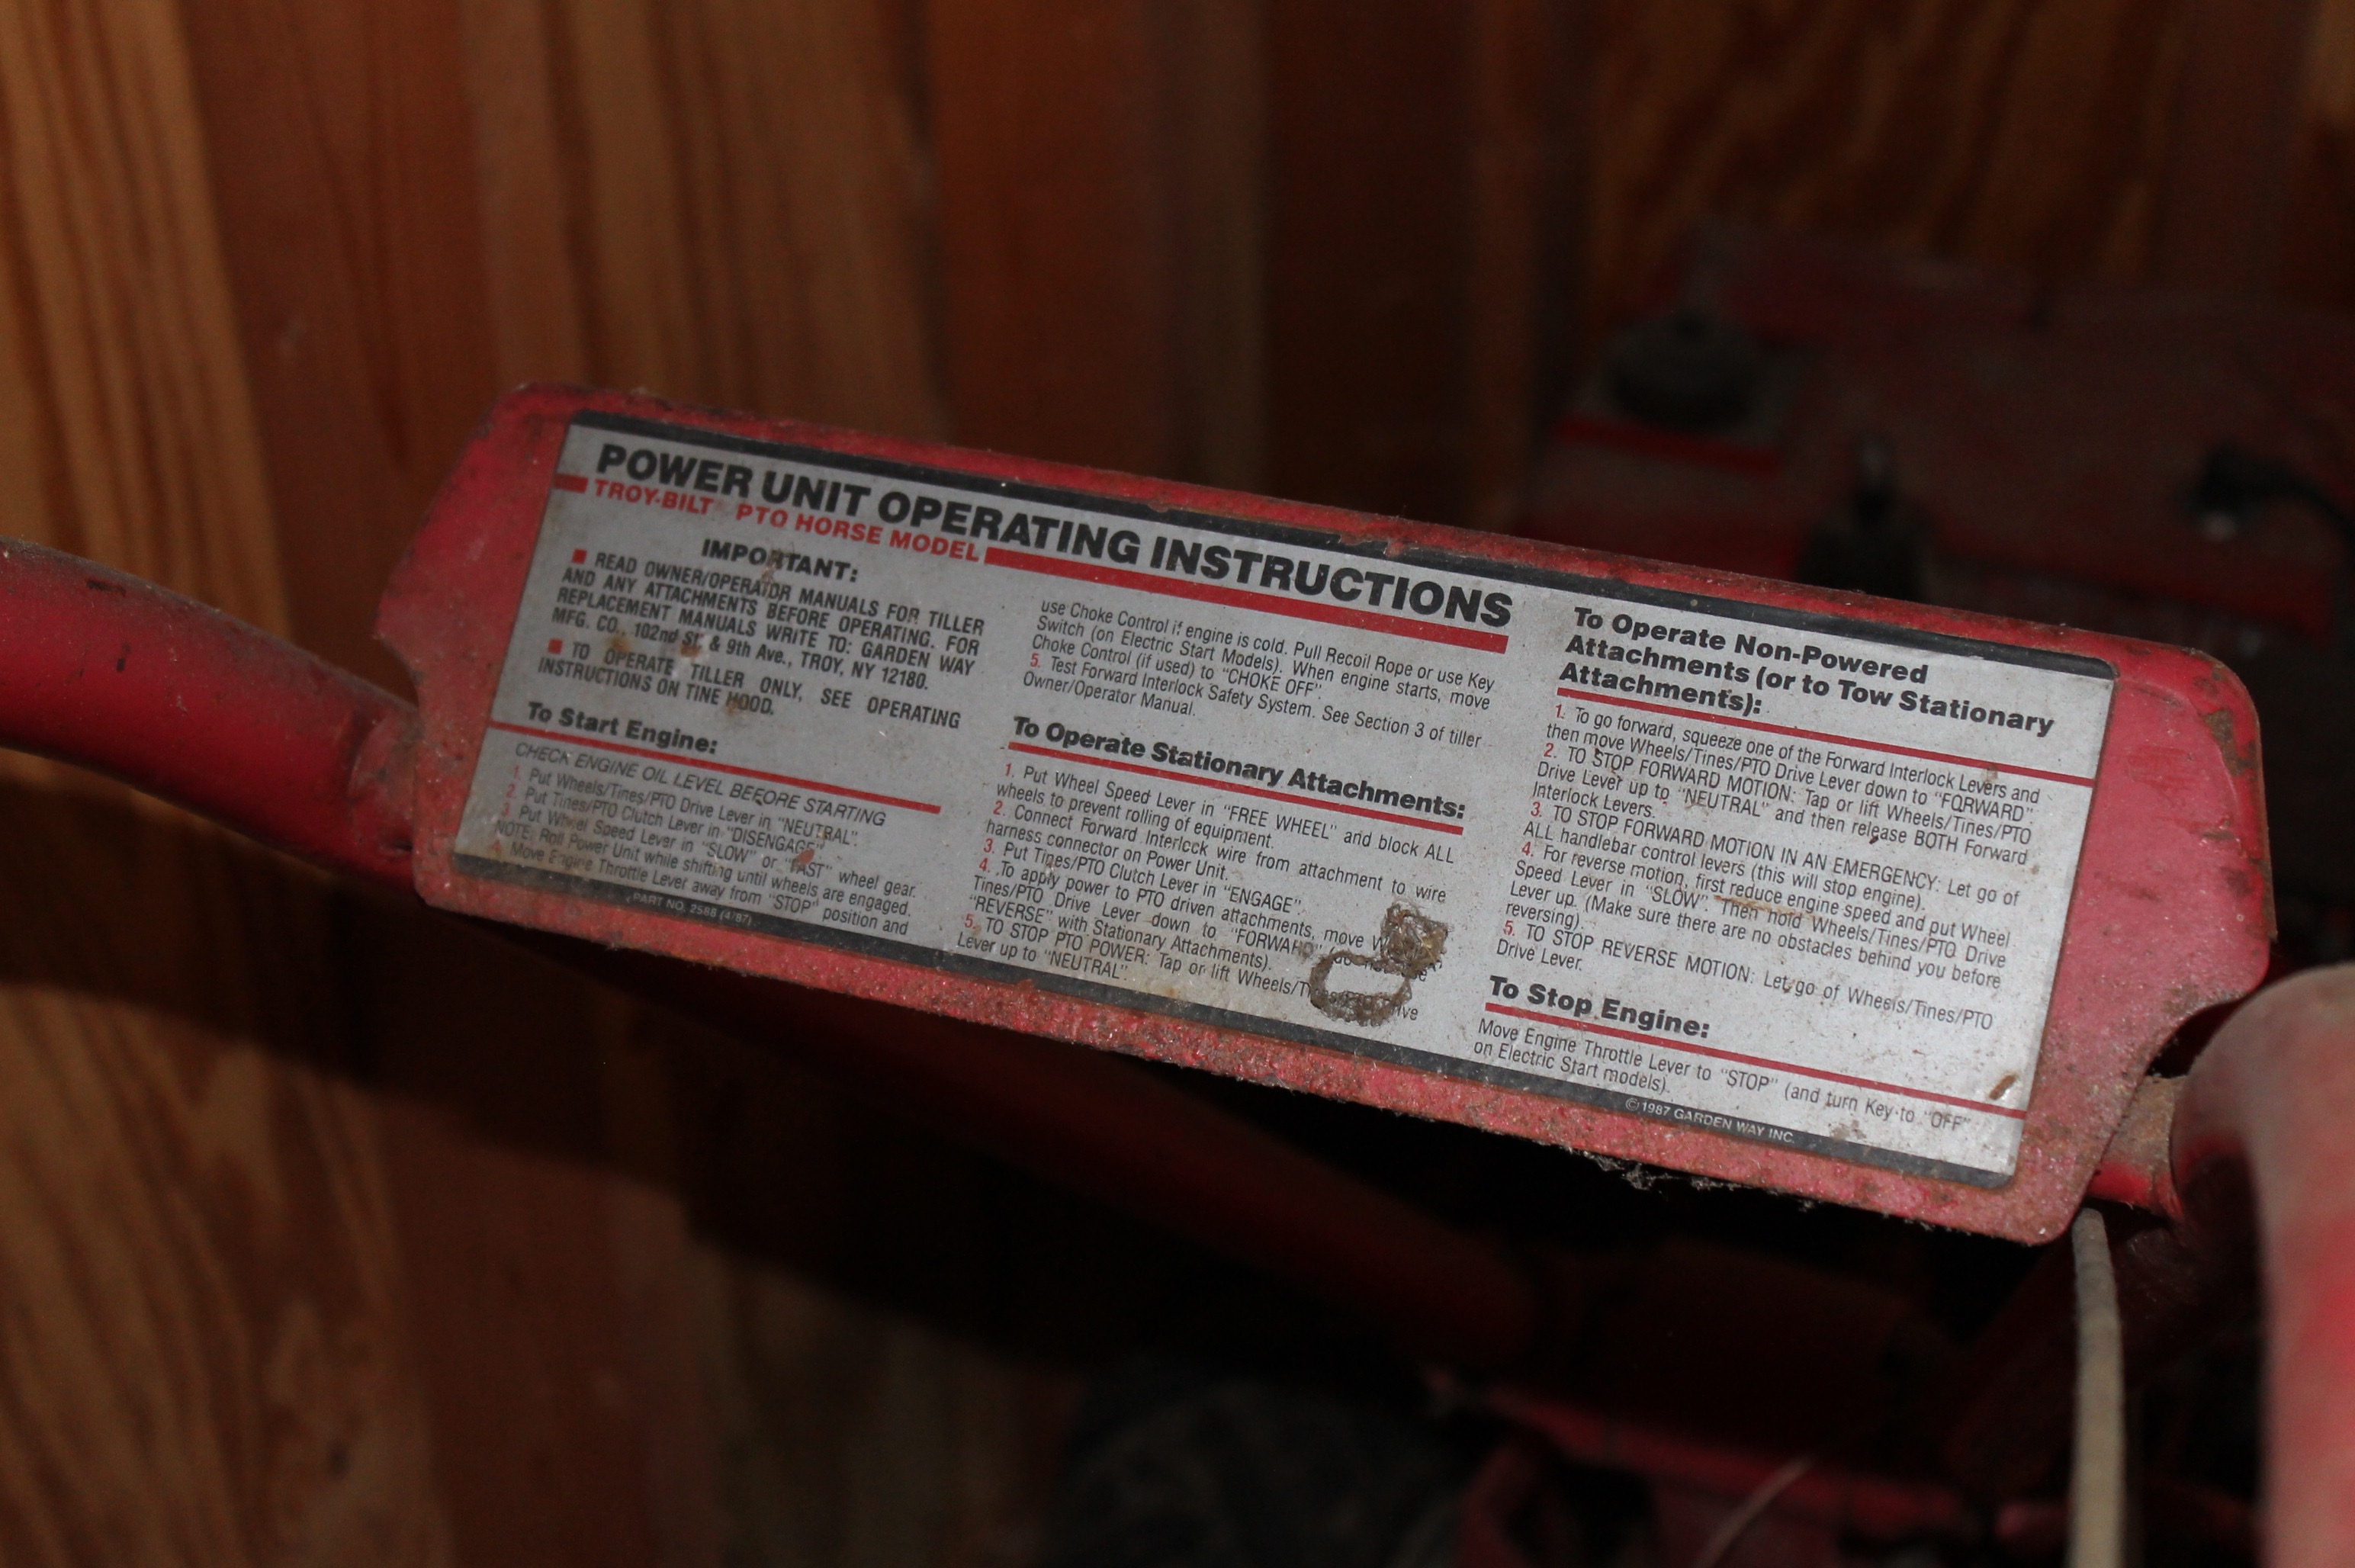 POWER UNIT OPERATING INSTRUCTIONS
TROY-BILT® PTO HORSE MODEL
IMPORTANT:
■ READ OWNER/OPERATOR MANUALS FOR TILLER
AND ANY ATTACHMENTS BEFORE OPERATING. FOR
REPLACEMENT MANUALS WRITE TO: GARDEN WAY
MFG. CO., 102nd St. & 9th Ave., TROY, NY 12180.
■ TO OPERATE TILLER ONLY, SEE OPERATING
INSTRUCTIONS ON TINE HOOD.
To Start Engine:
CHECK ENGINE OIL LEVEL BEFORE STARTING
1. Put Wheels/Tines/PTO Drive Lever in "NEUTRAL".
2. Put Tines/PTO Clutch Lever in "DISENGAGE".
3. Put Wheel Speed Lever in "SLOW" or "FAST" wheel gear.
NOTE: Roll Power Unit while shifting until wheels are engaged.
4. Move Engine Throttle Lever away from "STOP" position and
PART NO. 2588 (4/87)
use Choke Control if engine is cold. Pull Recoil Rope or use Key
Switch (on Electric Start Models). When engine starts, move
Choke Control (if used) to "CHOKE OFF".
5. Test Forward Interlock Safety System. See Section 3 of tiller
Owner/Operator Manual.
To Operate Stationary Attachments:
1. Put Wheel Speed Lever in "FREE WHEEL" and block ALL
wheels to prevent rolling of equipment.
2. Connect Forward Interlock wire from attachment to wire
harness connector on Power Unit.
3. Put Tines/PTO Clutch Lever in "ENGAGE".
4. To apply power to PTO driven attachments, move
Tines/PTO Drive Lever down to "FORWARD"
"REVERSE" with Stationary Attachments).
5. TO STOP PTO POWER: Tap or lift Wheels/
Lever up to "NEUTRAL".
To Operate Non-Powered
Attachments (or to Tow Stationary
Attachments):
1. To go forward, squeeze one of the Forward Interlock Levers and
then move Wheels/Tines/PTO Drive Lever down to "FORWARD".
2. TO STOP FORWARD MOTION: Tap or lift Wheels/Tines/PTO
Drive Lever up to "NEUTRAL" and then release BOTH Forward
Interlock Levers.
3. TO STOP FORWARD MOTION IN AN EMERGENCY: Let go of
ALL handlebar control levers (this will stop engine).
4. For reverse motion, first reduce engine speed and put Wheel
Speed Lever in "SLOW". Then hold Wheels/Tines/PTO Drive
Lever up. (Make sure there are no obstacles behind you before
reversing).
5. TO STOP REVERSE MOTION: Let go of Wheels/Tines/PTO
Drive Lever.
To Stop Engine:
Move Engine Throttle Lever to "STOP" (and turn Key to "OFF"
on Electric Start models).
© 1987 GARDEN WAY INC.